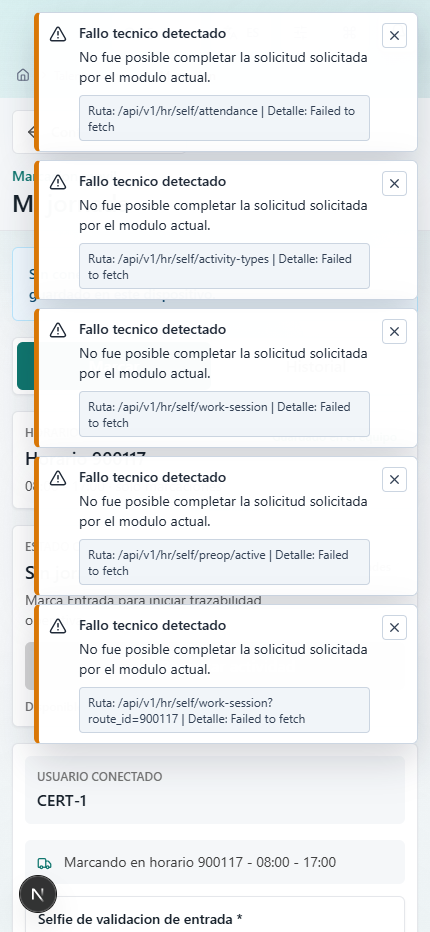 Fallo tecnico detectado
No fue posible completar la solicitud solicitada
por el modulo actual.
Ruta: /api/v1/hr/self/attendance | Detalle: Failed to
fetch
Fallo tecnico detectado
No fue posible completar la solicitud solicitada
por el modulo actual.
Ruta: /api/v1/hr/self/activity-types | Detalle: Failed
to fetch
Fallo tecnico detectado
No fue posible completar la solicitud solicitada
por el modulo actual.
Ruta: /api/v1/hr/self/work-session | Detalle: Failed
to fetch
Fallo tecnico detectado
No fue posible completar la solicitud solicitada
por el modulo actual.
Ruta: /api/v1/hr/self/preop/active | Detalle: Failed
to fetch
Marca Entrada para iniciar trazabilidad
Fallo tecnico detectado
No fue posible completar la solicitud solicitada
por el modulo actual.
Ruta: /api/v1/hr/self/work-session?
route_id=900117 | Detalle: Failed to fetch
USUARIO CONECTADO
CERT-1
Marcando en horario 900117 - 08:00 - 17:00
N
Selfie de validacion de entrada *